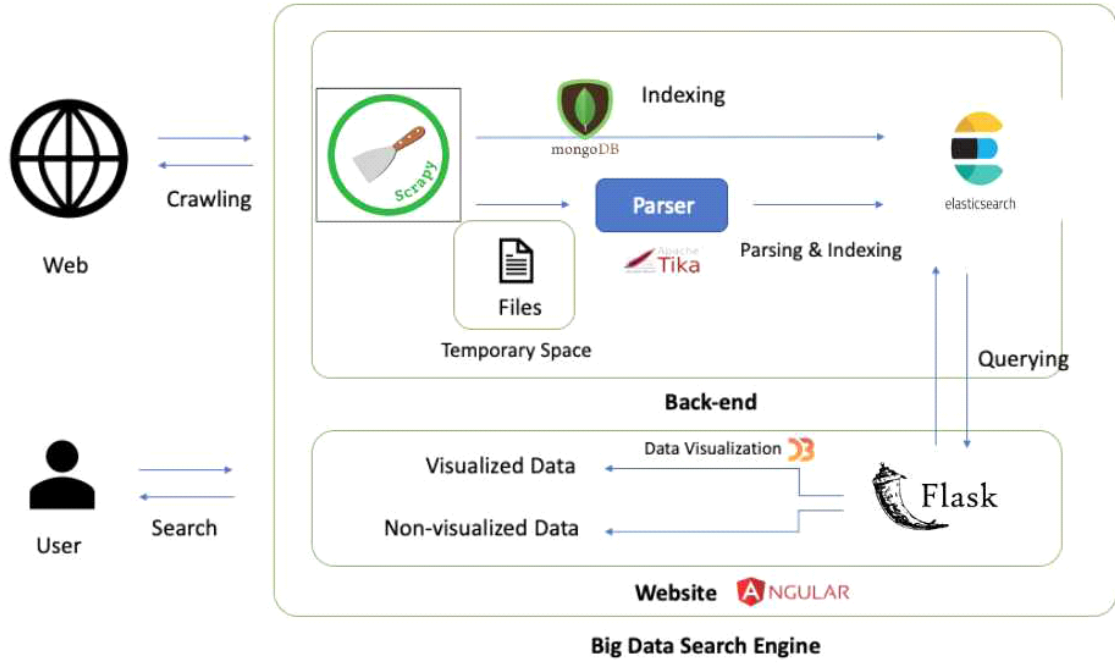 Indexing
mongoDB
Scrapy
elasticsearch
Crawling
Parser
Web
Apache
Tika
Parsing & Indexing
Files
Temporary Space
Querying
Back-end
Data Visualization
Visualized Data
Flask
Non-visualized Data
Search
User
Website
ANGULAR
Big Data Search Engine